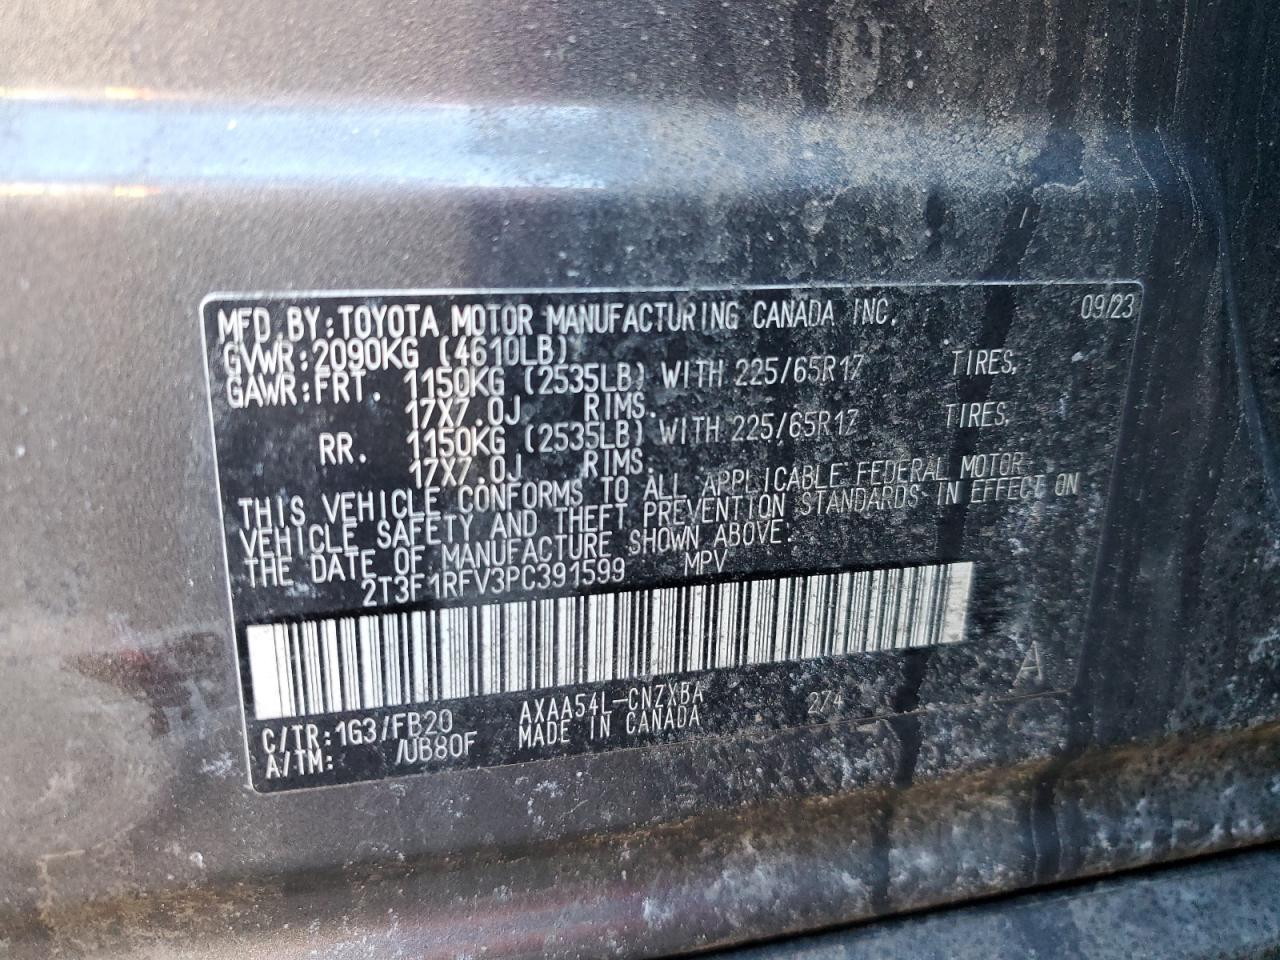 MFD. BY: TOYOTA MOTOR MANUFACTURING CANADA INC. 09/23
GVWR: 2090KG (4610LB)
GAWR: FRT. 1150KG (2535LB) WITH 225/65R17 TIRES,
17X7.0J RIMS.
RR. 1150KG (2535LB) WITH 225/65R17 TIRES,
17X7.0J RIMS.
THIS VEHICLE CONFORMS TO ALL APPLICABLE FEDERAL MOTOR
VEHICLE SAFETY AND THEFT PREVENTION STANDARDS IN EFFECT ON
THE DATE OF MANUFACTURE SHOWN ABOVE.
2T3F1RFV3PC391599 MPV
A
C/TR: 1G3/FB20 AXAA54L-CNZXBA 274
A/TM: /UB80F MADE IN CANADA